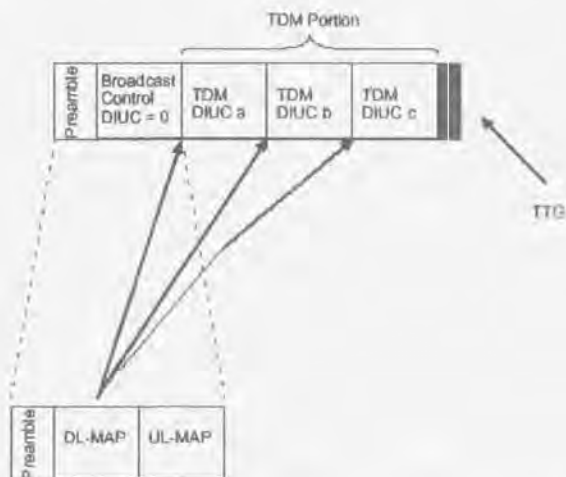 TDM Portion
Preamble
Broadcast
Control
DIUC = 0
TDM
DIUC a
TDM
DIUC b
TDM
DIUC c
TTG
Preamble
DL-MAP
UL-MAP